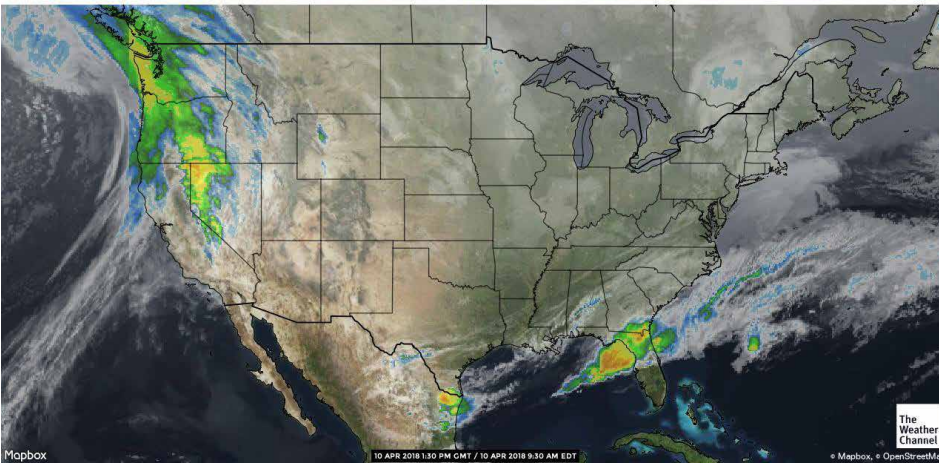 The
Weather
Channel
Mapbox
10 APR 2018 1:30 PM GMT / 10 APR 2018 9:30 AM EDT
© Mapbox, © OpenStreetMa